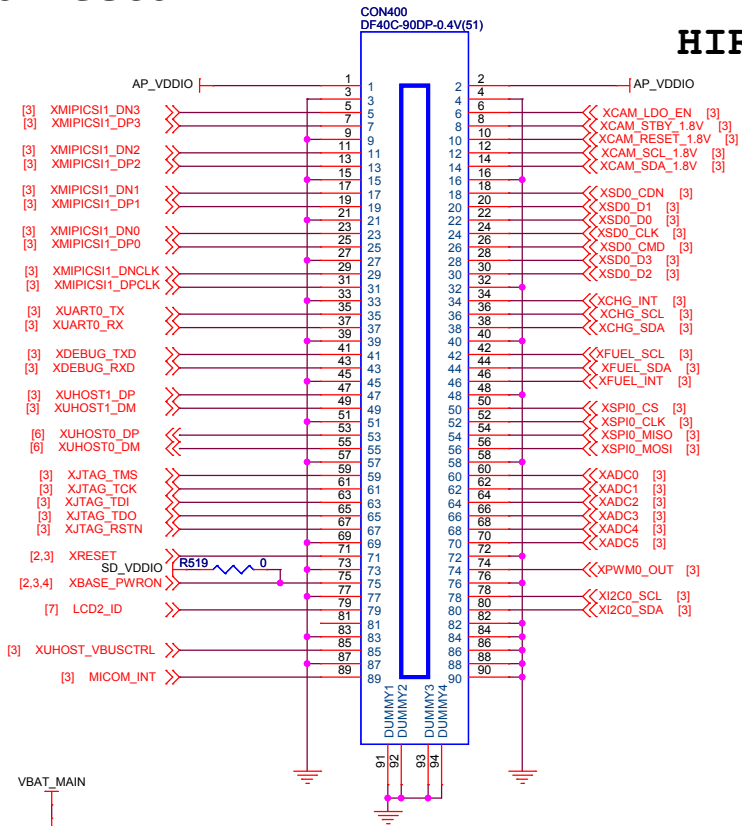 CON400
DF40C-90DP-0.4V(51)
HIF
AP_VDDIO 1 1 2 2 AP_VDDIO
3 3 4 4
[3] XMIPICSI1_DN3 5 5 6 6 XCAM_LDO_EN [3]
[3] XMIPICSI1_DP3 7 7 8 8 XCAM_STBY_1.8V [3]
9 9 10 10 XCAM_RESET_1.8V [3]
[3] XMIPICSI1_DN2 11 11 12 12 XCAM_SCL_1.8V [3]
[3] XMIPICSI1_DP2 13 13 14 14 XCAM_SDA_1.8V [3]
15 15 16 16
[3] XMIPICSI1_DN1 17 17 18 18 XSD0_CDN [3]
[3] XMIPICSI1_DP1 19 19 20 20 XSD0_D1 [3]
21 21 22 22 XSD0_D0 [3]
[3] XMIPICSI1_DN0 23 23 24 24 XSD0_CLK [3]
[3] XMIPICSI1_DP0 25 25 26 26 XSD0_CMD [3]
27 27 28 28 XSD0_D3 [3]
[3] XMIPICSI1_DNCLK 29 29 30 30 XSD0_D2 [3]
[3] XMIPICSI1_DPCLK 31 31 32 32
33 33 34 34 XCHG_INT [3]
[3] XUART0_TX 35 35 36 36 XCHG_SCL [3]
[3] XUART0_RX 37 37 38 38 XCHG_SDA [3]
39 39 40 40
[3] XDEBUG_TXD 41 41 42 42 XFUEL_SCL [3]
[3] XDEBUG_RXD 43 43 44 44 XFUEL_SDA [3]
45 45 46 46 XFUEL_INT [3]
[3] XUHOST1_DP 47 47 48 48
[3] XUHOST1_DM 49 49 50 50 XSPI0_CS [3]
51 51 52 52 XSPI0_CLK [3]
[6] XUHOST0_DP 53 53 54 54 XSPI0_MISO [3]
[6] XUHOST0_DM 55 55 56 56 XSPI0_MOSI [3]
57 57 58 58
[3] XJTAG_TMS 59 59 60 60 XADC0 [3]
[3] XJTAG_TCK 61 61 62 62 XADC1 [3]
[3] XJTAG_TDI 63 63 64 64 XADC2 [3]
[3] XJTAG_TDO 65 65 66 66 XADC3 [3]
[3] XJTAG_RSTN 67 67 68 68 XADC4 [3]
69 69 70 70 XADC5 [3]
[2,3] XRESET 71 71 72 72
SD_VDDIO R519 0 73 73 74 74 XPWM0_OUT [3]
[2,3,4] XBASE_PWRON 75 75 76 76
77 77 78 78 XI2C0_SCL [3]
[7] LCD2_ID 79 79 80 80 XI2C0_SDA [3]
81 81 82 82
83 83 84 84
[3] XUHOST_VBUSCTRL 85 85 86 86
87 87 88 88
[3] MICOM_INT 89 89 90 90
DUMMY1 DUMMY2 DUMMY3 DUMMY4
91 92 93 94
VBAT_MAIN